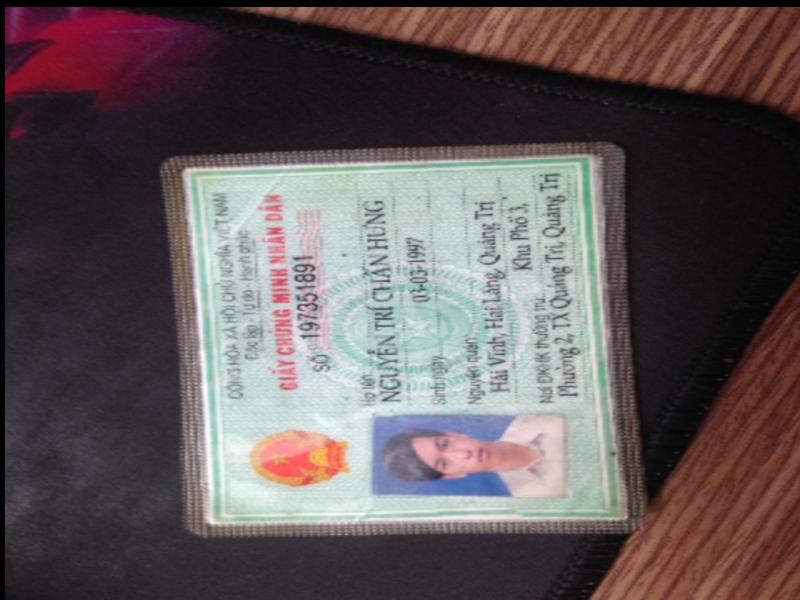 CỘNG HÒA XÃ HỘI CHỦ NGHĨA VIỆT NAM
Độc lập - Tự do - Hạnh phúc
GIẤY CHỨNG MINH NHÂN DÂN
SỐ 197351891
Họ tên:
NGUYỄN TRÍ CHẤN HƯNG
Sinh ngày 03-03-1997
Nguyên quán
Hải Vĩnh, Hải Lăng, Quảng Trị
Nơi ĐKHK thường trú Khu Phố 3,
Phường 2, TX Quảng Trị, Quảng Trị